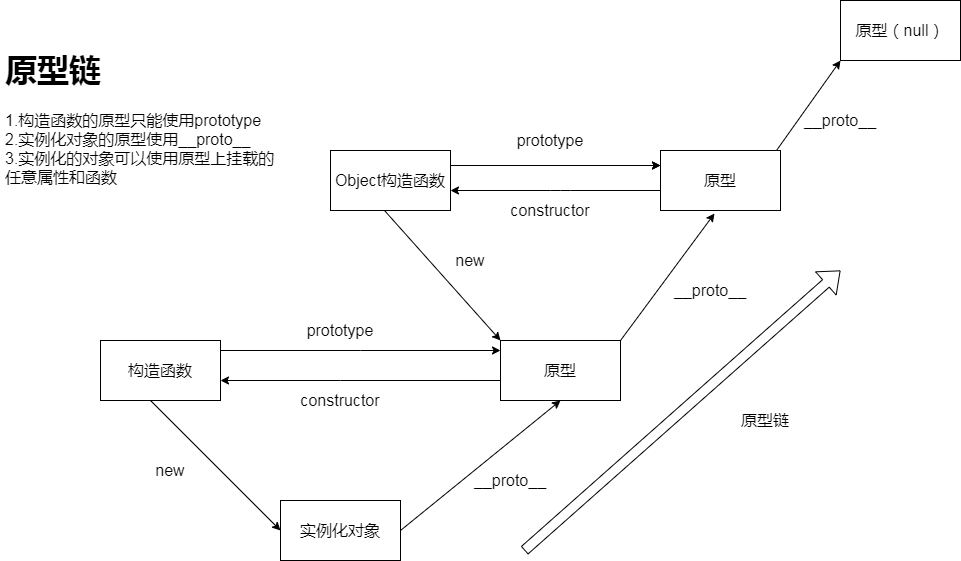 原型（null）
原型链
1.构造函数的原型只能使用prototype
2.实例化对象的原型使用__proto__
3.实例化的对象可以使用原型上挂载的
任意属性和函数
__proto__
prototype
Object构造函数
原型
constructor
new
__proto__
prototype
构造函数
原型
constructor
原型链
new
__proto__
实例化对象